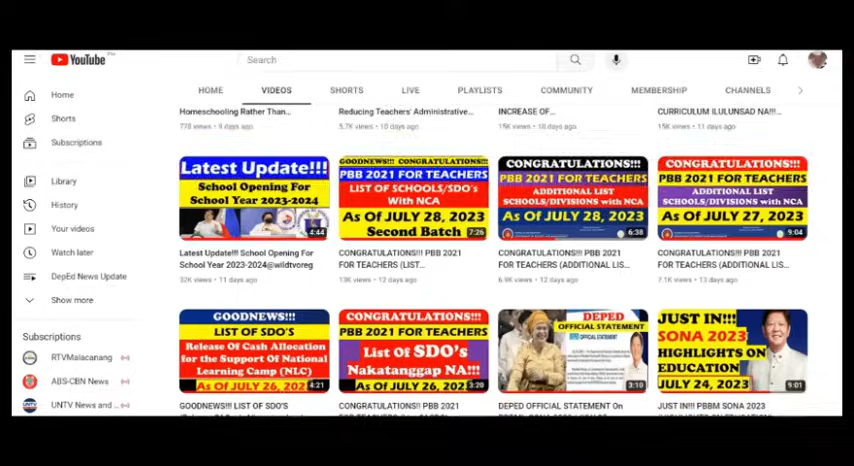 YouTube
PH
Search
HOME
VIDEOS
SHORTS
LIVE
PLAYLISTS
COMMUNITY
MEMBERSHIP
CHANNELS
Home
Shorts
Subscriptions
Library
History
Your videos
Watch later
DepEd News Update
Show more
Subscriptions
RTVMalacanang
ABS-CBN News
UNTV News and ...
Homeschooling Rather Than...
778 views • 9 days ago
Reducing Teachers' Administrative...
5.7K views • 10 days ago
INCREASE OF...
15K views • 10 days ago
CURRICULUM ILULUNSAD NA!!!...
15K views • 11 days ago
Latest Update!!!
School Opening For
School Year 2023-2024
4:44
Latest Update!!! School Opening For
School Year 2023-2024@wildtvoreg
32K views • 11 days ago
GOODNEWS!!! CONGRATULATIONS!!!
PBB 2021 FOR TEACHERS
LIST OF SCHOOLS/SDO's
With NCA
As Of JULY 28, 2023
Second Batch
7:26
CONGRATULATIONS!!! PBB 2021
FOR TEACHERS (LIST...
13K views • 12 days ago
CONGRATULATIONS!!!
PBB 2021 FOR TEACHERS
ADDITIONAL LIST
SCHOOLS/DIVISIONS with NCA
AS OF JULY 28, 2023
6:38
CONGRATULATIONS!!! PBB 2021
FOR TEACHERS (ADDITIONAL LIS...
6.9K views • 12 days ago
CONGRATULATIONS!!!
PBB 2021 FOR TEACHERS
ADDITIONAL LIST
SCHOOLS/DIVISIONS with NCA
AS OF JULY 27, 2023
9:04
CONGRATULATIONS!!! PBB 2021
FOR TEACHERS (ADDITIONAL LIS...
7.1K views • 13 days ago
GOODNEWS!!!
LIST OF SDO'S
Release Of Cash Allocation
for the Support Of National
Learning Camp (NLC)
As Of JULY 26, 202
4:21
GOODNEWS!!! LIST OF SDO'S
CONGRATULATIONS!!!
PBB 2021 FOR TEACHERS
List Of SDO's
Nakatanggap NA!!!
As Of JULY 26, 202
3:20
CONGRATULATIONS!! PBB 2021
DEPED
OFFICIAL STATEMENT
OFFICIAL STATEMENT
3:10
DEPED OFFICIAL STATEMENT On
JUST IN!!!
SONA 2023
HIGHLIGHTS ON
EDUCATION
JULY 24, 2023
9:01
JUST IN!!! PBBM SONA 2023